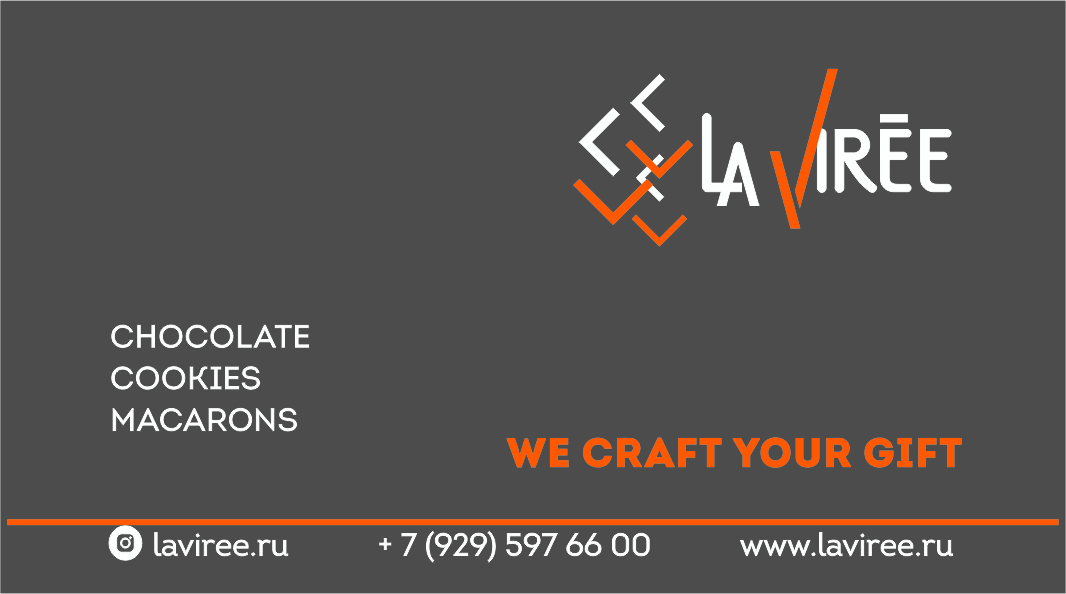 LA VIRĒE
CHOCOLATE
COOKIES
MACARONS
WE CRAFT YOUR GIFT
laviree.ru
+ 7 (929) 597 66 00
www.laviree.ru